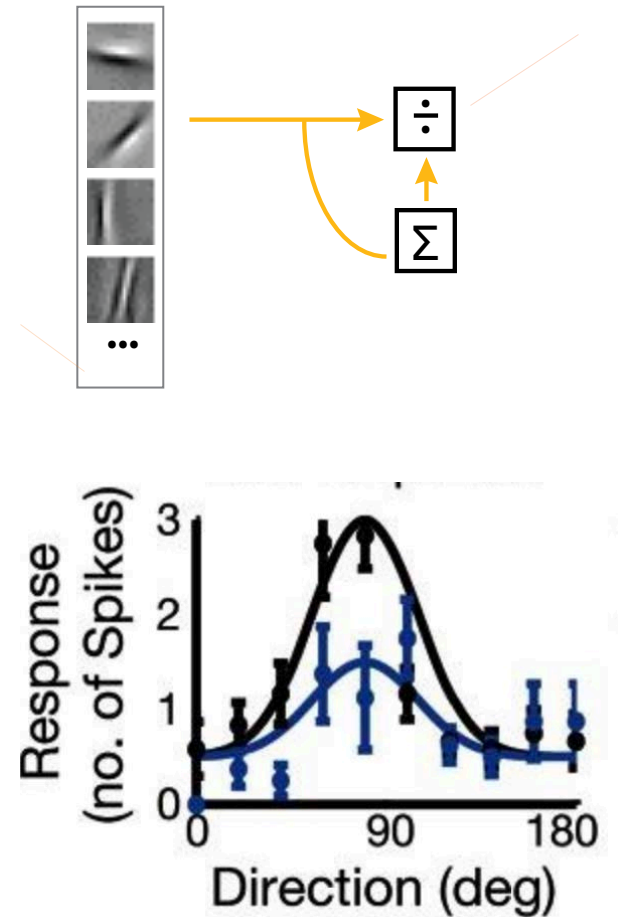 ÷
Σ
•••
Response
(no. of Spikes)
3
2
1
0
0 90 180
Direction (deg)